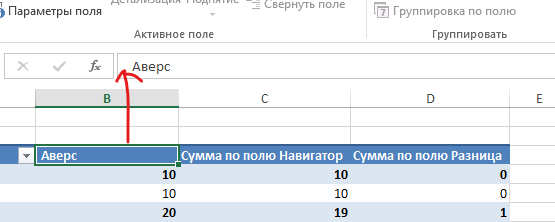 Параметры поля
Детализация Поднятие
Свернуть поле
Группировка по полю
Активное поле
Группировать
fx Аверс
B C D E
Аверс Сумма по полю Навигатор Сумма по полю Разница
10 10 0
10 10 0
20 19 1